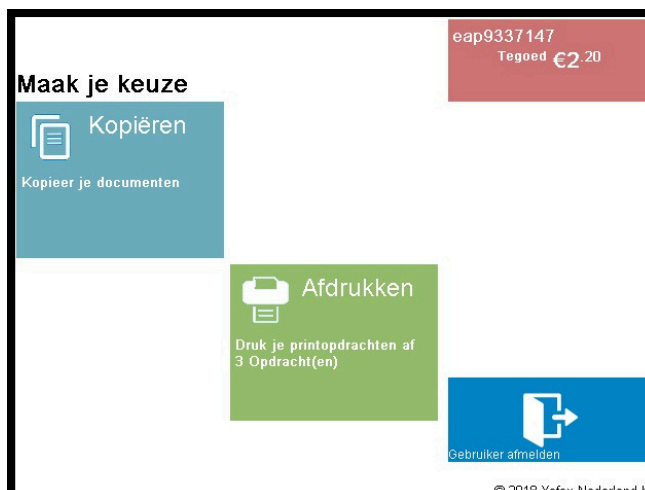 eap9337147
Tegoed €2.20
Maak je keuze
Kopiëren
Kopieer je documenten
Afdrukken
Druk je printopdrachten af
3 Opdracht(en)
Gebruiker afmelden